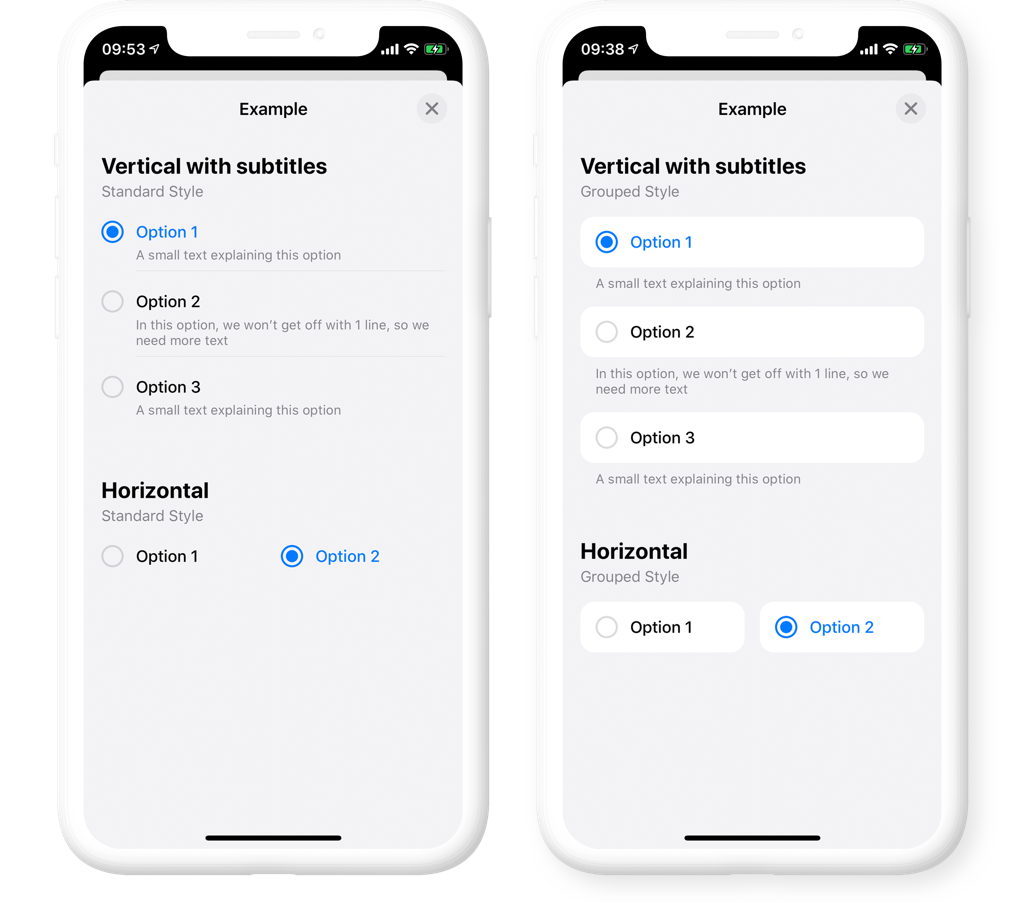 09:53
Example
Vertical with subtitles
Standard Style
Option 1
A small text explaining this option
Option 2
In this option, we won’t get off with 1 line, so we
need more text
Option 3
A small text explaining this option
Horizontal
Standard Style
Option 1 Option 2
09:38
Example
Vertical with subtitles
Grouped Style
Option 1
A small text explaining this option
Option 2
In this option, we won’t get off with 1 line, so we
need more text
Option 3
A small text explaining this option
Horizontal
Grouped Style
Option 1 Option 2